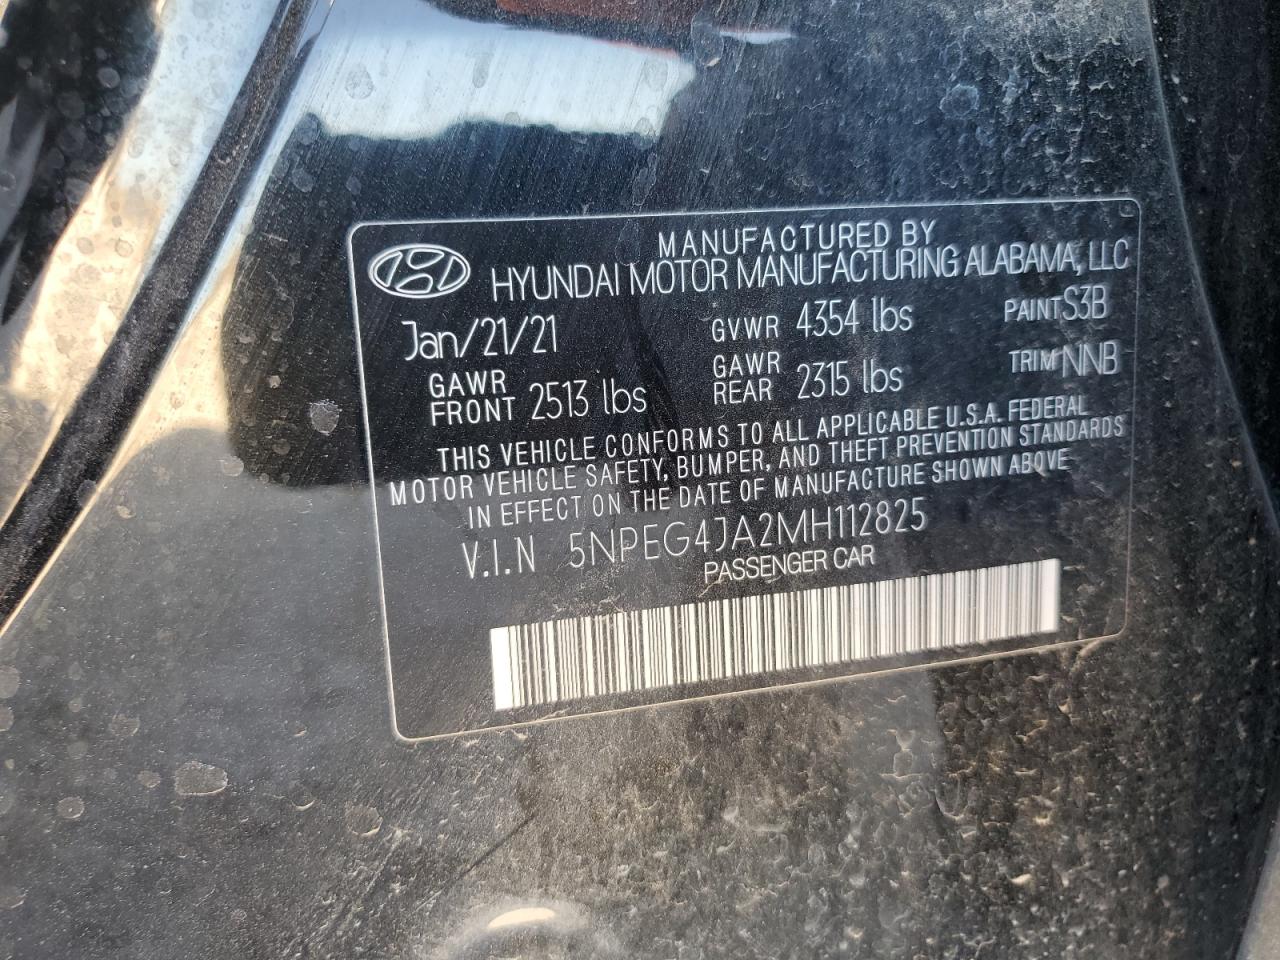 MANUFACTURED BY
HYUNDAI MOTOR MANUFACTURING ALABAMA, LLC
Jan/21/21 GVWR 4354 lbs PAINT S3B
GAWR FRONT 2513 lbs GAWR REAR 2315 lbs TRIM NNB
THIS VEHICLE CONFORMS TO ALL APPLICABLE U.S.A. FEDERAL
MOTOR VEHICLE SAFETY, BUMPER, AND THEFT PREVENTION STANDARDS
IN EFFECT ON THE DATE OF MANUFACTURE SHOWN ABOVE
V.I.N 5NPEG4JA2MH112825
PASSENGER CAR